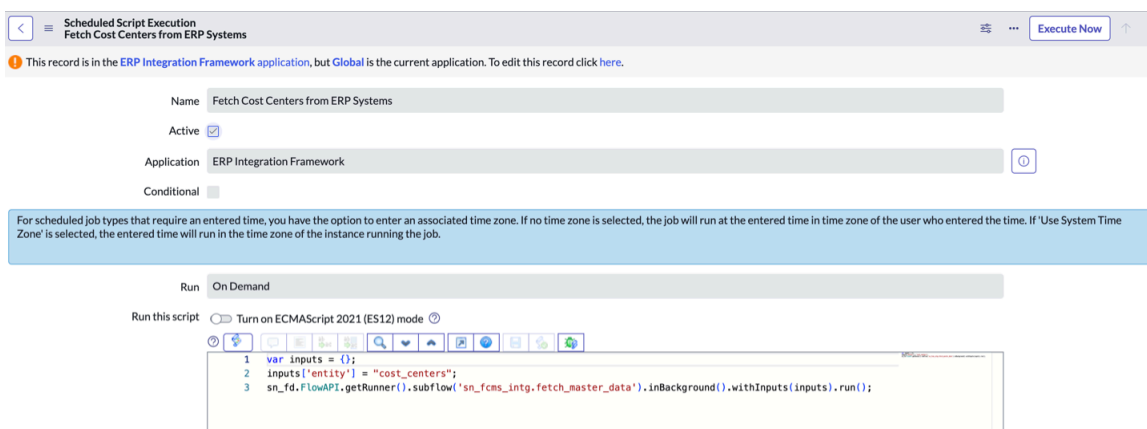 Scheduled Script Execution
Fetch Cost Centers from ERP Systems
Execute Now
This record is in the ERP Integration Framework application, but Global is the current application. To edit this record click here.
Name Fetch Cost Centers from ERP Systems
Active
Application ERP Integration Framework
Conditional
For scheduled job types that require an entered time, you have the option to enter an associated time zone. If no time zone is selected, the job will run at the entered time in time zone of the user who entered the time. If 'Use System Time
Zone' is selected, the entered time will run in the time zone of the instance running the job.
Run On Demand
Run this script Turn on ECMAScript 2021 (ES12) mode
1 var inputs = {};
2 inputs['entity'] = "cost_centers";
3 sn_fd.FlowAPI.getRunner().subflow('sn_fcms_intg.fetch_master_data').inBackground().withInputs(inputs).run();